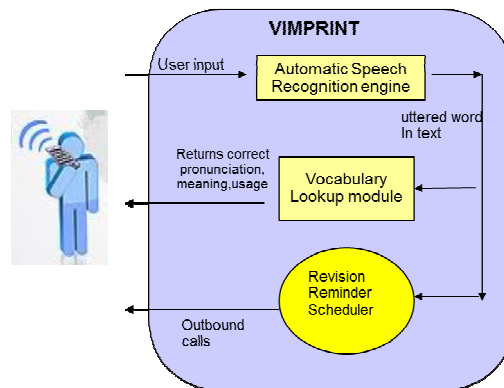 VIMPRINT
User input
Automatic Speech
Recognition engine
uttered word
In text
Returns correct
pronunciation,
meaning,usage
Vocabulary
Lookup module
Revision
Reminder
Scheduler
Outbound
calls